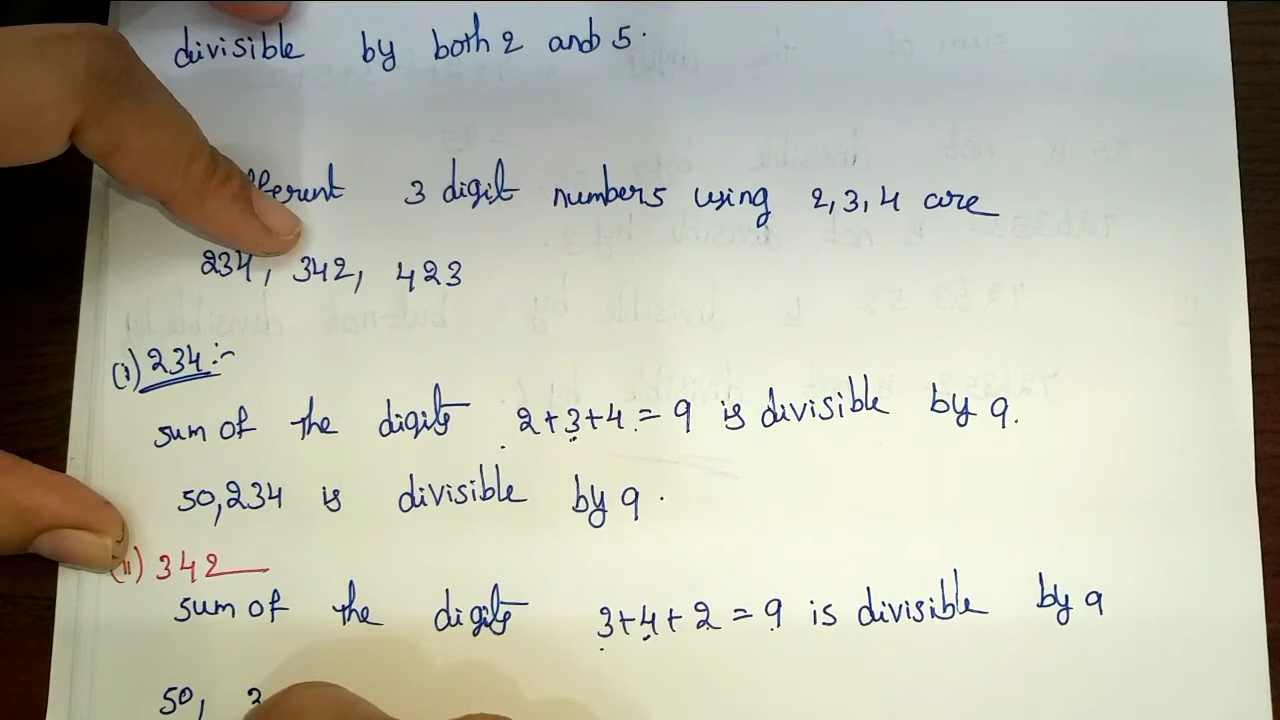 divisible by both 2 and 5.
fferent 3 digit numbers using 2,3,4 are
234, 342, 423
(i) 234:-
sum of the digits 2+3+4 = 9 is divisible by 9.
50,234 is divisible by 9.
(ii) 342
sum of the digits 3+4+2 = 9 is divisible by 9
50,